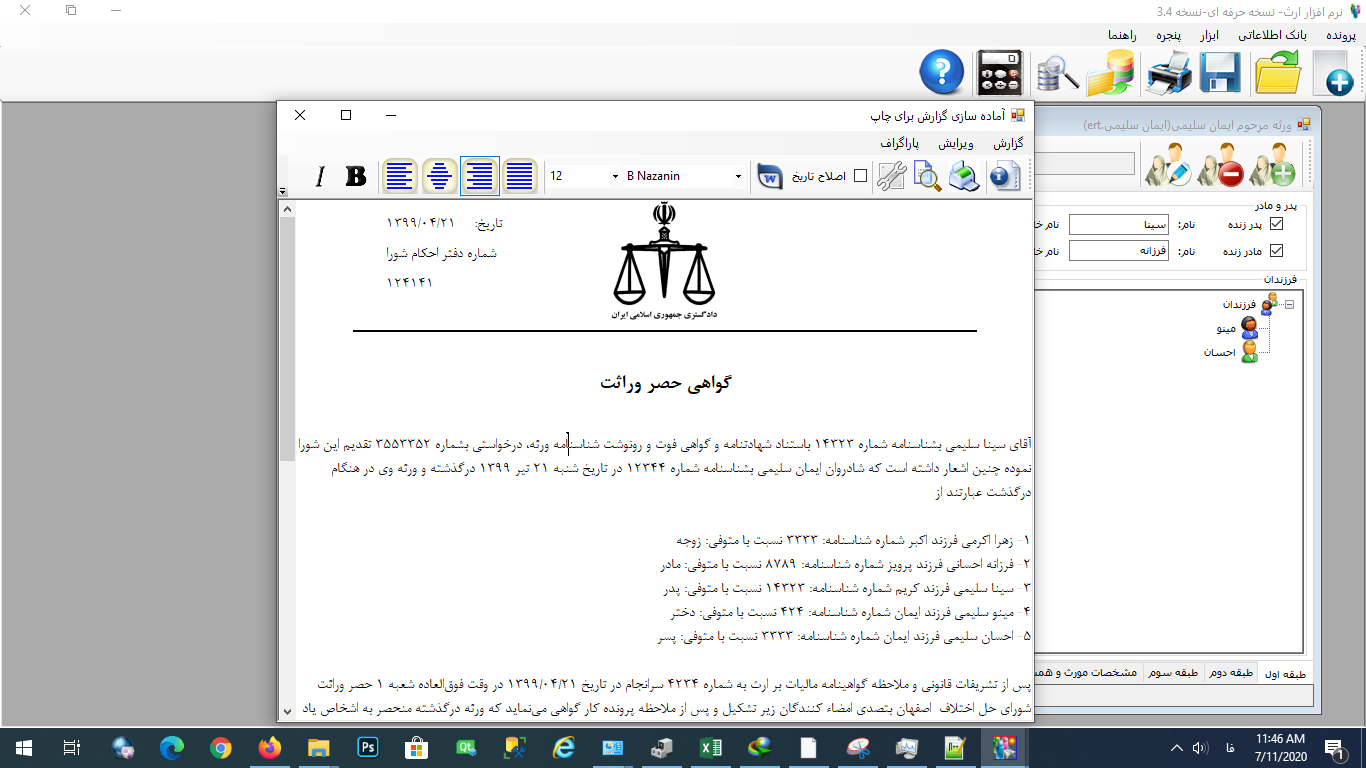 نرم افزار ارث- نسخه حرفه ای-نسخه 3.4
پرونده
بانک اطلاعاتی
ابزار
پنجره
راهنما
آماده سازی گزارش برای چاپ
گزارش
ویرایش
پاراگراف
اصلاح تاریخ
B Nazanin
12
B
I
تاریخ: ۱۳۹۹/۰۴/۲۱
شماره دفتر احکام شورا
۱۲۴۱۴۱
دادگستری جمهوری اسلامی ایران
گواهی حصر وراثت
آقای سینا سلیمی بشناسنامه شماره ۱۴۳۲۳ باستناد شهادتنامه و گواهی فوت و رونوشت شناسنامه ورثه، درخواستی بشماره ۳۵۵۳۳۵۲ تقدیم این شورا
نموده چنین اشعار داشته است که شادروان ایمان سلیمی بشناسنامه شماره ۱۲۳۴۴ در تاریخ شنبه ۲۱ تیر ۱۳۹۹ درگذشته و ورثه وی در هنگام
درگذشت عبارتند از
۱- زهرا اکرمی فرزند اکبر شماره شناسنامه: ۳۳۳۳ نسبت با متوفی: زوجه
۲- فرزانه احسانی فرزند پرویز شماره شناسنامه: ۸۷۸۹ نسبت با متوفی: مادر
۳- سینا سلیمی فرزند کریم شماره شناسنامه: ۱۴۳۲۳ نسبت با متوفی: پدر
۴- مینو سلیمی فرزند ایمان شماره شناسنامه: ۴۲۴ نسبت با متوفی: دختر
۵- احسان سلیمی فرزند ایمان شماره شناسنامه: ۳۳۳۳ نسبت با متوفی: پسر
پس از تشریفات قانونی و ملاحظه گواهینامه مالیات بر ارث به شماره ۴۲۳۴ سرانجام در تاریخ ۱۳۹۹/۰۴/۲۱ در وقت فوق‌العاده شعبه ۱ حصر وراثت
شورای حل اختلاف اصفهان بتصدی امضاء کنندگان زیر تشکیل و پس از ملاحظه پرونده کار گواهی می‌نماید که ورثه درگذشته منحصر به اشخاص یاد
ورثه مرحوم ایمان سلیمی(ایمان سلیمی.ert)
پدر و مادر
پدر زنده
نام:
سینا
نام خا
مادر زنده
نام:
فرزانه
نام خا
فرزندان
فرزندان
مینو
احسان
طبقه اول
طبقه دوم
طبقه سوم
مشخصات مورث و همس
Ps
Qt
فا
11:46 AM
7/11/2020
1